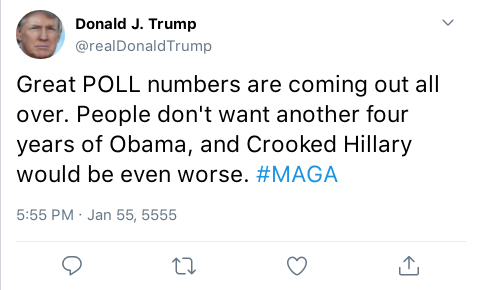 Donald J. Trump
@realDonaldTrump
Great POLL numbers are coming out all
over. People don't want another four
years of Obama, and Crooked Hillary
would be even worse. #MAGA
5:55 PM · Jan 55, 5555